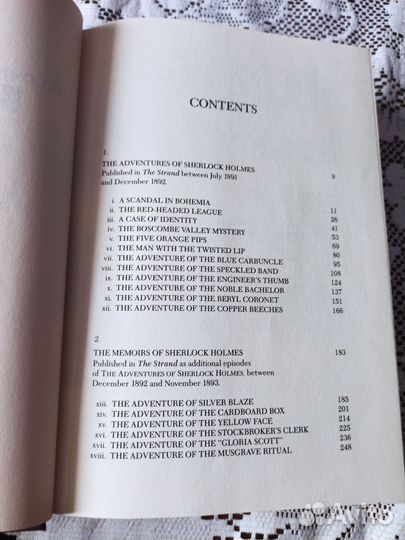 CONTENTS
1.
THE ADVENTURES OF SHERLOCK HOLMES 9
Published in The Strand between July 1891
and December 1892.
i. A SCANDAL IN BOHEMIA 11
ii. THE RED-HEADED LEAGUE 26
iii. A CASE OF IDENTITY 41
iv. THE BOSCOMBE VALLEY MYSTERY 53
v. THE FIVE ORANGE PIPS 69
vi. THE MAN WITH THE TWISTED LIP 80
vii. THE ADVENTURE OF THE BLUE CARBUNCLE 95
viii. THE ADVENTURE OF THE SPECKLED BAND 108
ix. THE ADVENTURE OF THE ENGINEER'S THUMB 124
x. THE ADVENTURE OF THE NOBLE BACHELOR 137
xi. THE ADVENTURE OF THE BERYL CORONET 151
xii. THE ADVENTURE OF THE COPPER BEECHES 166
2.
THE MEMOIRS OF SHERLOCK HOLMES 183
Published in The Strand as additional episodes
of THE ADVENTURES OF SHERLOCK HOLMES, between
December 1892 and November 1893.
xiii. THE ADVENTURE OF SILVER BLAZE 185
xiv. THE ADVENTURE OF THE CARDBOARD BOX 201
xv. THE ADVENTURE OF THE YELLOW FACE 214
xvi. THE ADVENTURE OF THE STOCKBROKER'S CLERK 225
xvii. THE ADVENTURE OF THE "GLORIA SCOTT" 236
xviii. THE ADVENTURE OF THE MUSGRAVE RITUAL 248
Avito